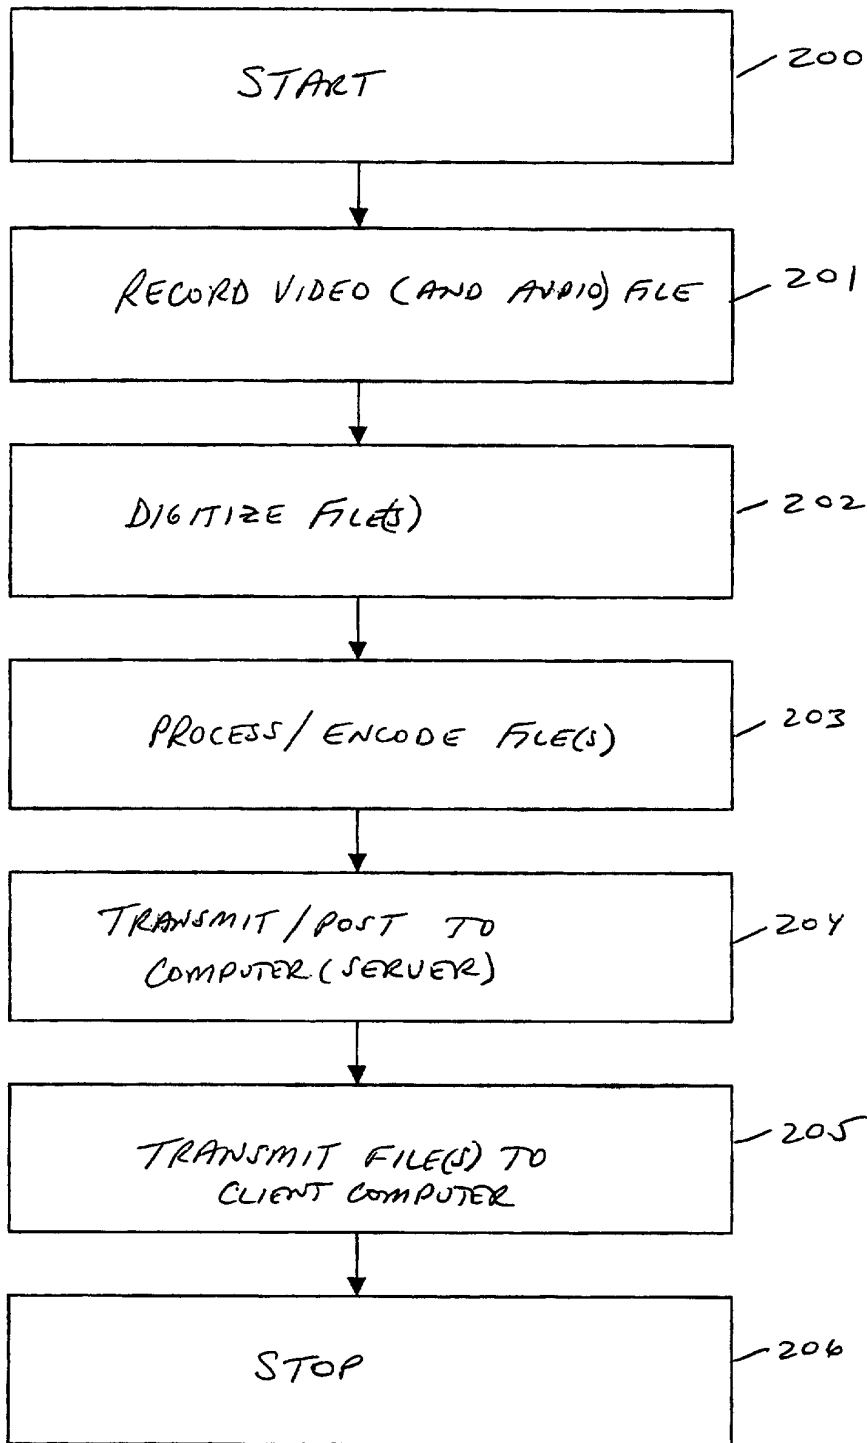 START
200
RECORD VIDEO (AND AUDIO) FILE
201
DIGITIZE FILE(S)
202
PROCESS/ENCODE FILE(S)
203
TRANSMIT/POST TO
COMPUTER (SERVER)
204
TRANSMIT FILE(S) TO
CLIENT COMPUTER
205
STOP
206